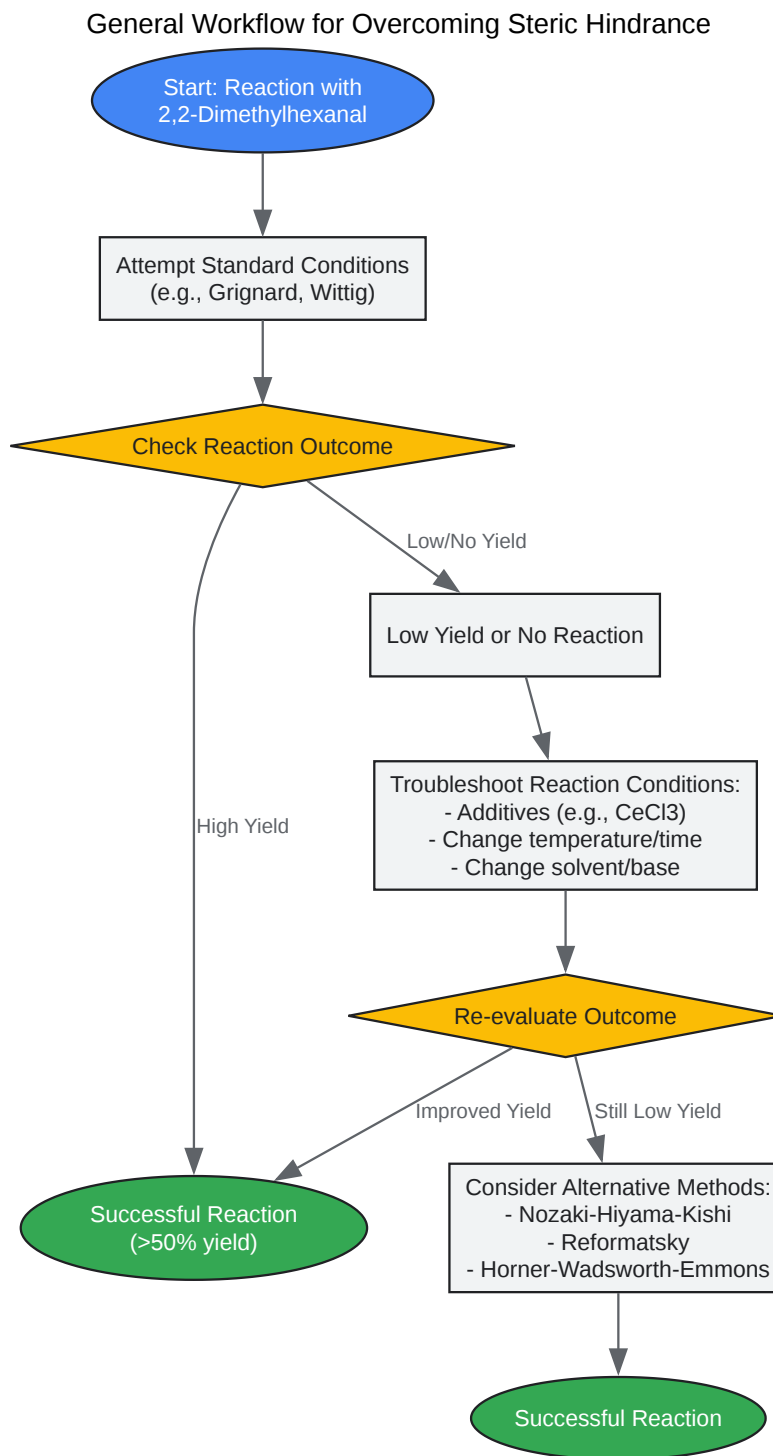 General Workflow for Overcoming Steric Hindrance
Start: Reaction with
2,2-Dimethylhexanal
Attempt Standard Conditions
(e.g., Grignard, Wittig)
Check Reaction Outcome
Low/No Yield
Low Yield or No Reaction
Troubleshoot Reaction Conditions:
- Additives (e.g., CeCl3)
- Change temperature/time
- Change solvent/base
High Yield
Re-evaluate Outcome
Improved Yield
Still Low Yield
Successful Reaction
(>50% yield)
Consider Alternative Methods:
- Nozaki-Hiyama-Kishi
- Reformatsky
- Horner-Wadsworth-Emmons
Successful Reaction